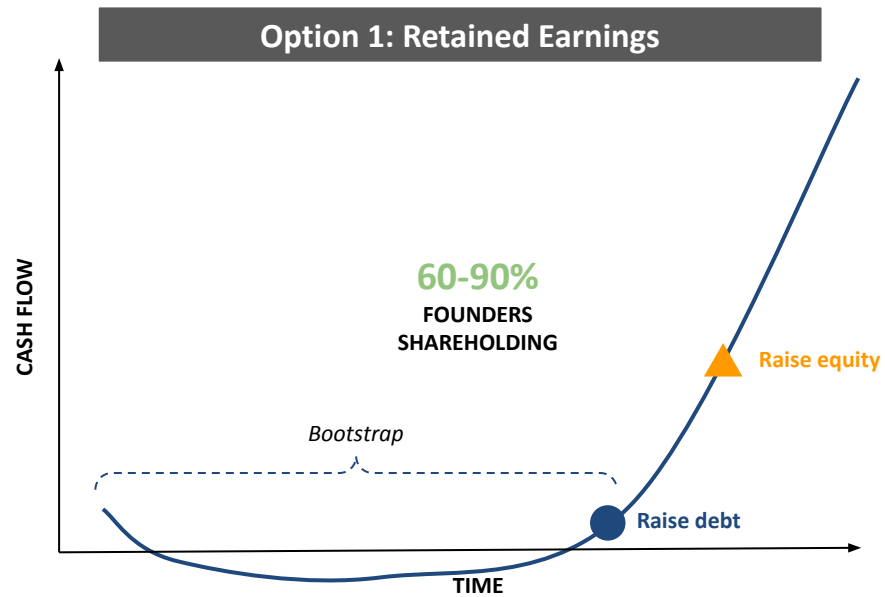 Option 1: Retained Earnings
CASH FLOW
60-90%
FOUNDERS
SHAREHOLDING
Raise equity
Bootstrap
Raise debt
TIME